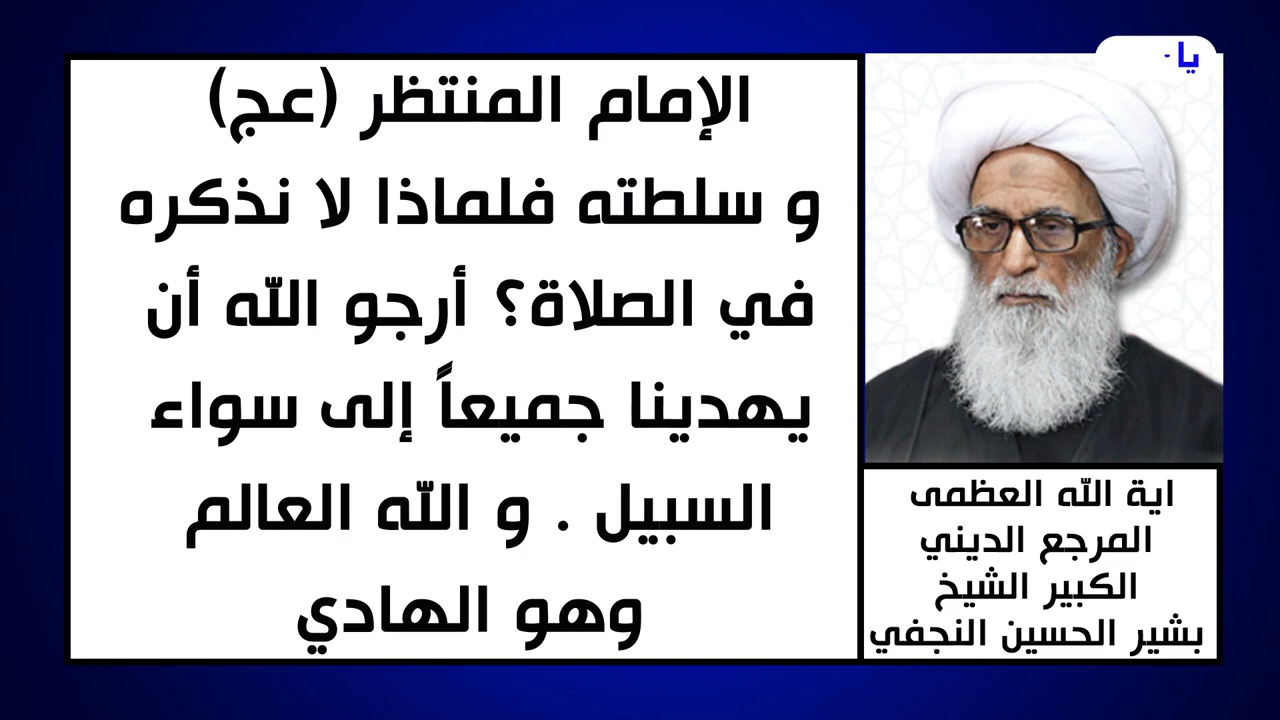 يا
الإمام المنتظر (عج)
و سلطته فلماذا لا نذكره
في الصلاة؟ أرجو الله أن
يهدينا جميعاً إلى سواء
السبيل . و الله العالم
وهو الهادي
اية الله العظمى
المرجع الديني
الكبير الشيخ
بشير الحسين النجفي